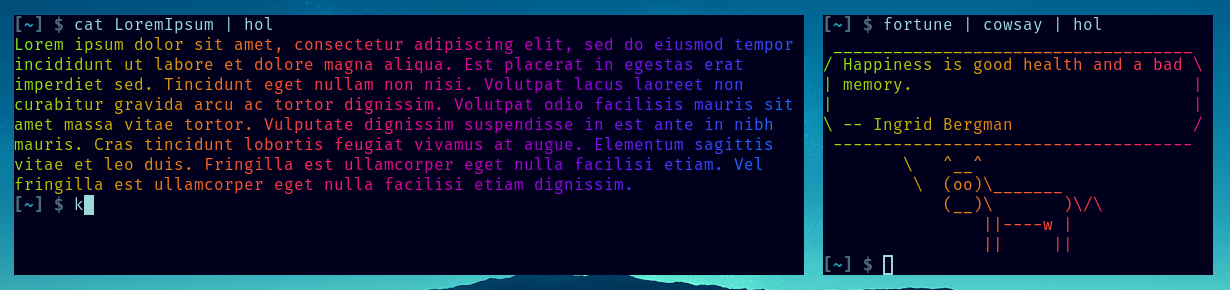 [~] $ cat LoremIpsum | hol
Lorem ipsum dolor sit amet, consectetur adipiscing elit, sed do eiusmod tempor
incididunt ut labore et dolore magna aliqua. Est placerat in egestas erat
imperdiet sed. Tincidunt eget nullam non nisi. Volutpat lacus laoreet non
curabitur gravida arcu ac tortor dignissim. Volutpat odio facilisis mauris sit
amet massa vitae tortor. Vulputate dignissim suspendisse in est ante in nibh
mauris. Cras tincidunt lobortis feugiat vivamus at augue. Elementum sagittis
vitae et leo duis. Fringilla est ullamcorper eget nulla facilisi etiam. Vel
fringilla est ullamcorper eget nulla facilisi etiam dignissim.
[~] $ k
[~] $ fortune | cowsay | hol
 ____________________________________
/ Happiness is good health and a bad \
| memory.                            |
|                                    |
\ -- Ingrid Bergman                  /
 ------------------------------------
        \   ^__^
         \  (oo)\_______
            (__)\       )\/\
                ||----w |
                ||     ||
[~] $